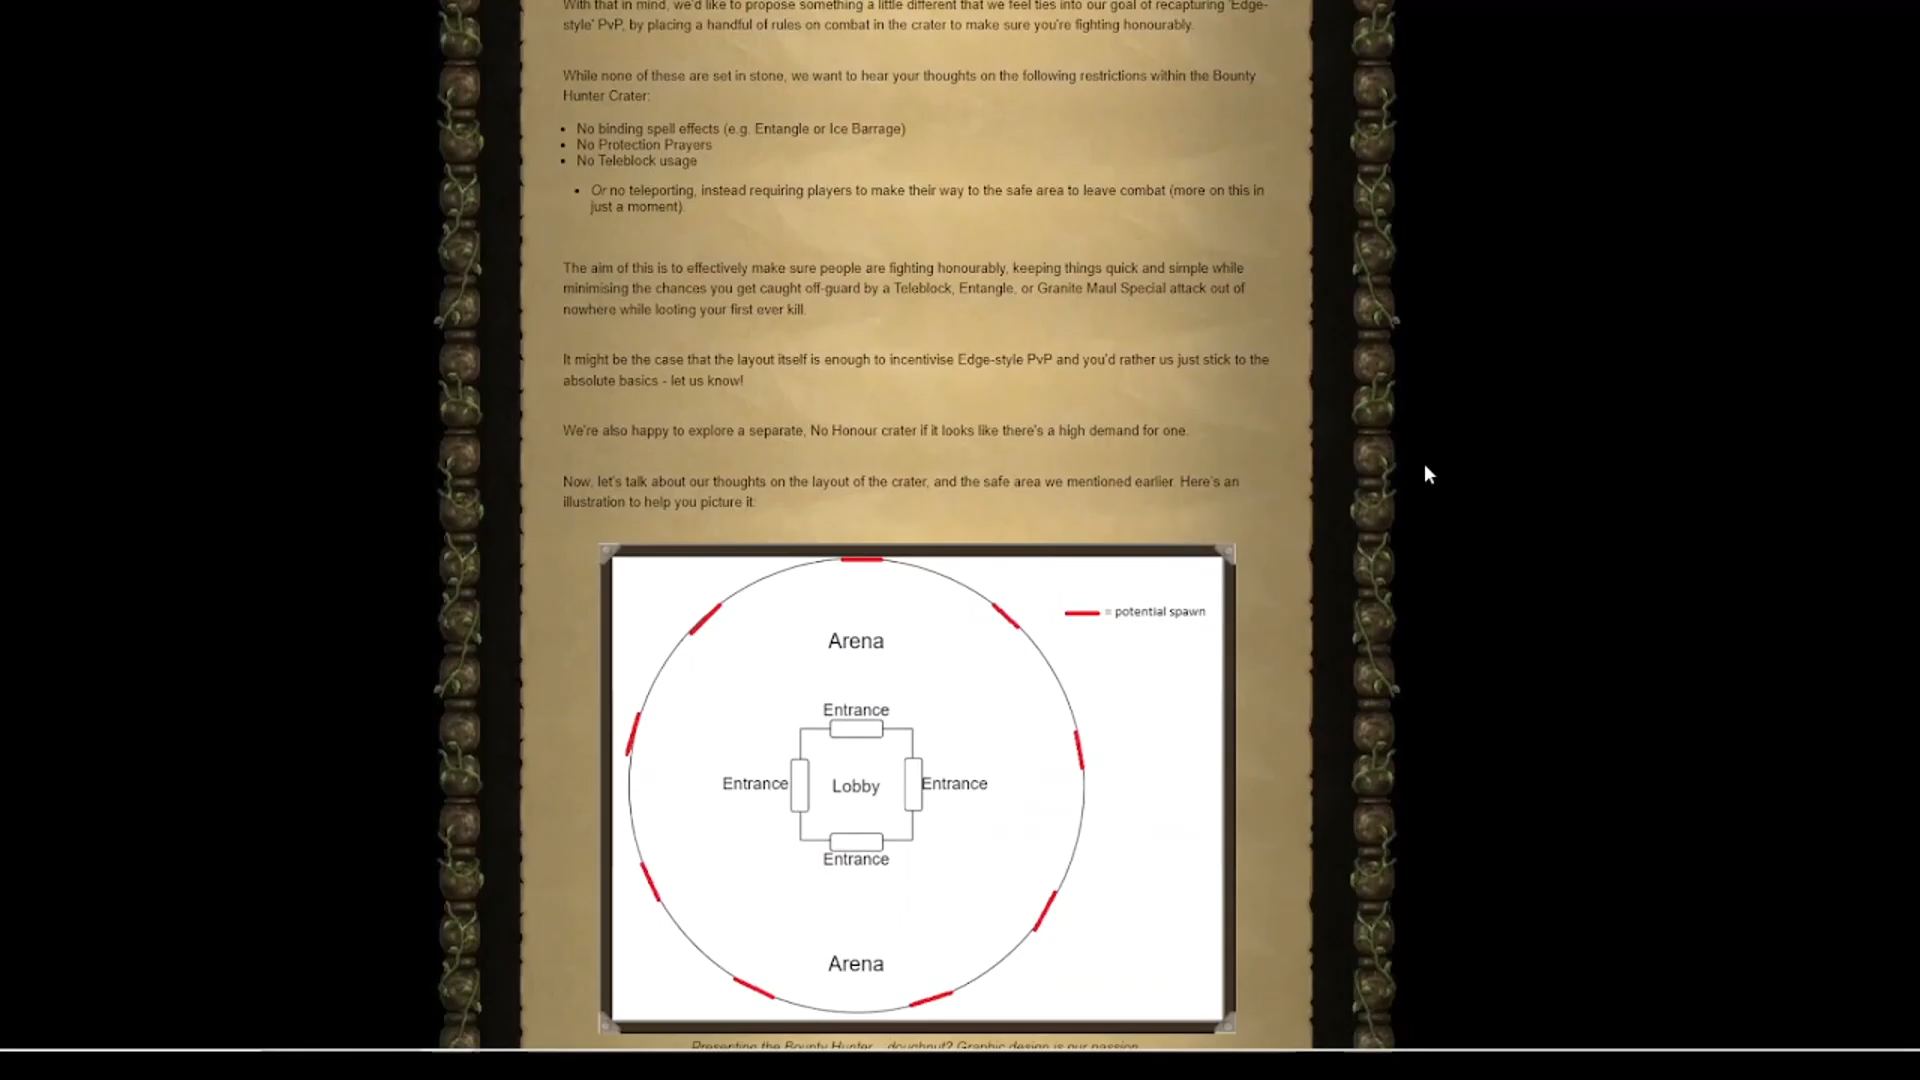 With that in mind, we'd like to propose something a little different that we feel ties into our goal of recapturing 'Edge-
style' PvP, by placing a handful of rules on combat in the crater to make sure you're fighting honourably.
While none of these are set in stone, we want to hear your thoughts on the following restrictions within the Bounty
Hunter Crater:
• No binding spell effects (e.g. Entangle or Ice Barrage)
• No Protection Prayers
• No Teleblock usage
• Or no teleporting, instead requiring players to make their way to the safe area to leave combat (more on this in
just a moment).
The aim of this is to effectively make sure people are fighting honourably, keeping things quick and simple while
minimising the chances you get caught off-guard by a Teleblock, Entangle, or Granite Maul Special attack out of
nowhere while looting your first ever kill.
It might be the case that the layout itself is enough to incentivise Edge-style PvP and you'd rather us just stick to the
absolute basics - let us know!
We're also happy to explore a separate, No Honour crater if it looks like there's a high demand for one.
Now, let's talk about our thoughts on the layout of the crater, and the safe area we mentioned earlier. Here's an
illustration to help you picture it:
= potential spawn
Arena
Entrance
Entrance
Lobby
Entrance
Entrance
Arena
Presenting the Bounty Hunter... doughnut? Graphic design is our passion.